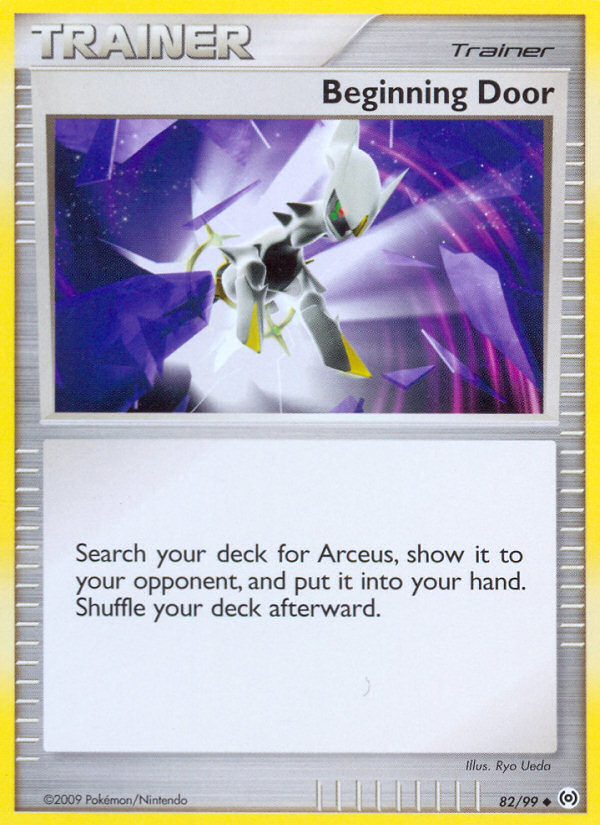 TRAINER
Trainer
Beginning Door
Search your deck for Arceus, show it to
your opponent, and put it into your hand.
Shuffle your deck afterward.
Illus. Ryo Ueda
©2009 Pokémon/Nintendo
82/99